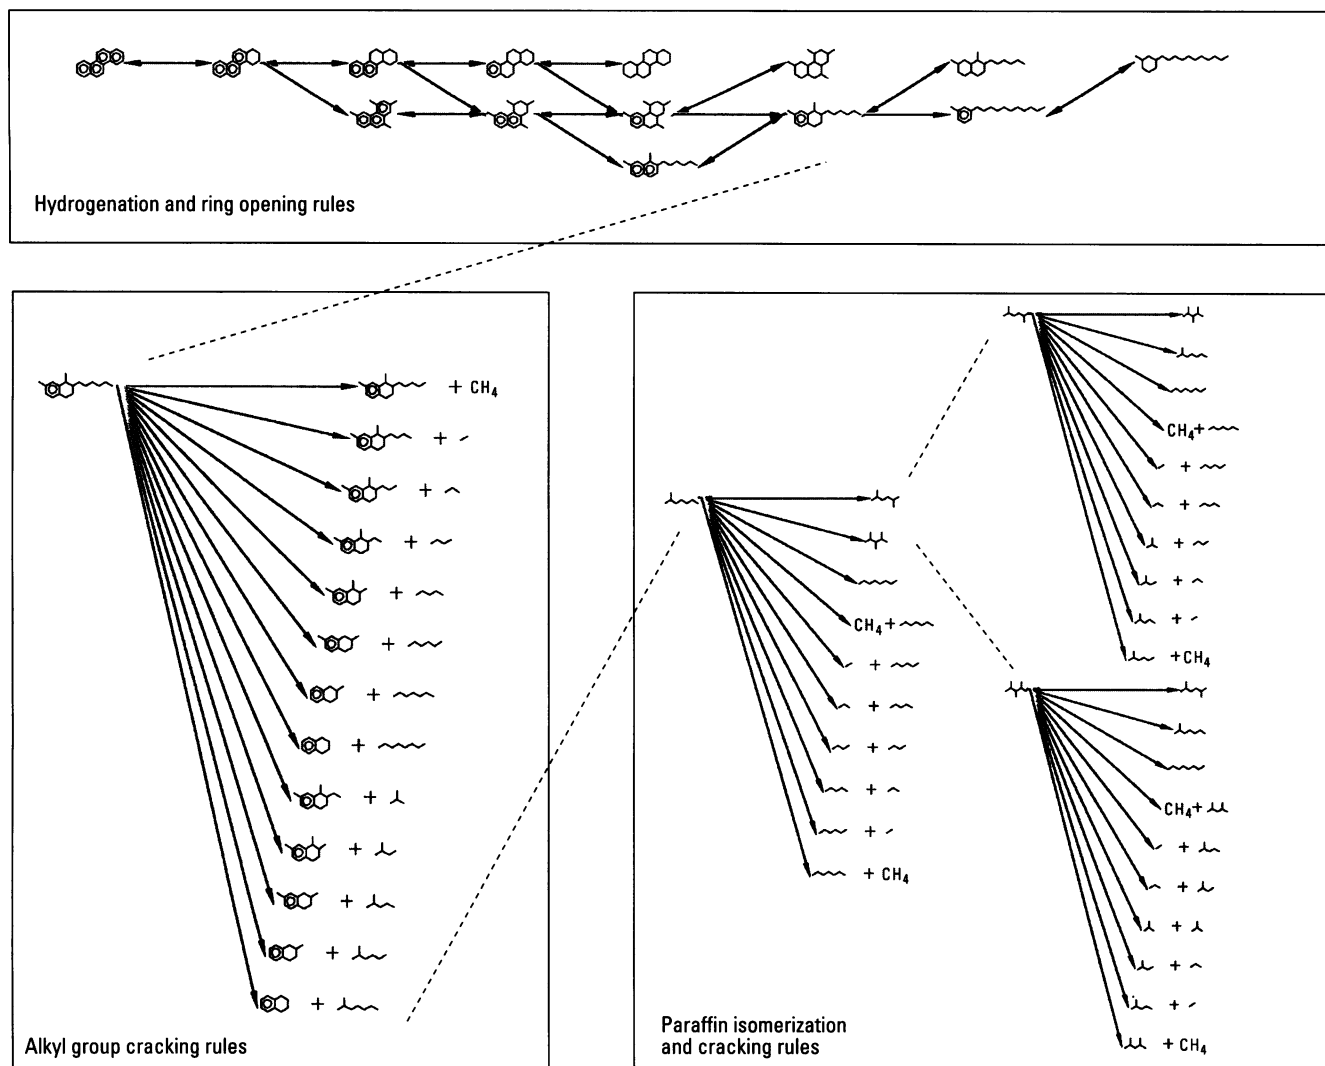 Hydrogenation and ring opening rules
+ CH₄
+
+
+
+
+
+
+
+
+
+
+
+
Alkyl group cracking rules
CH₄+
+
+
+
+
+
+ CH₄
CH₄+
+
+
+
+
+
+ CH₄
CH₄+
+
+
+
+
+
+ CH₄
Paraffin isomerization
and cracking rules